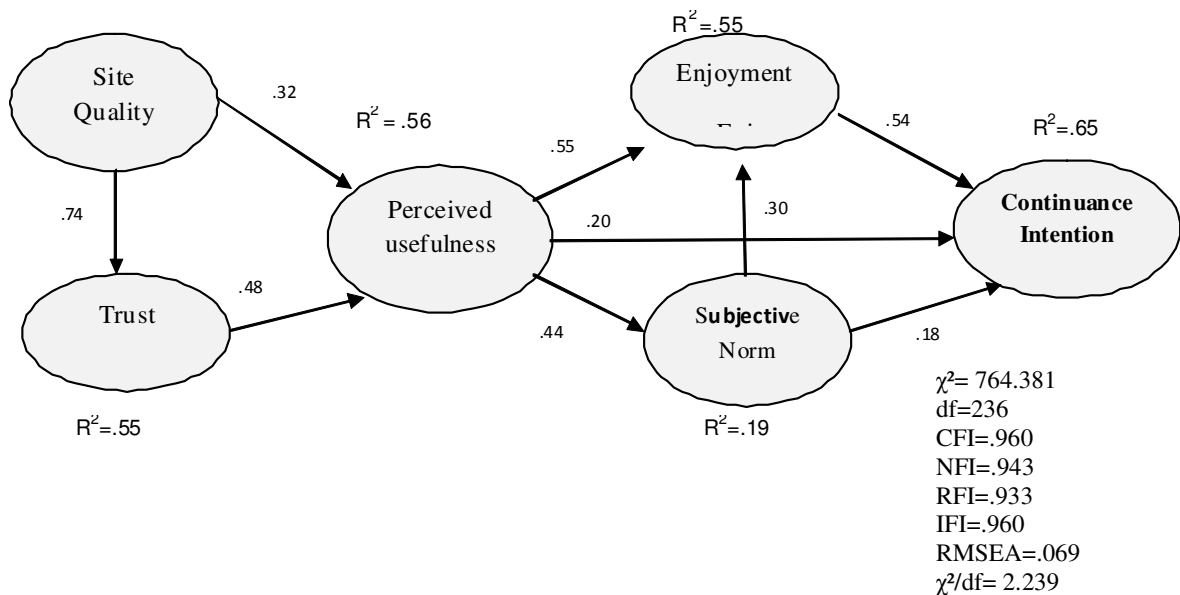 R²=.55
Site
Quality
Enjoyment
.32
R² = .56
.54
R²=.65
.55
Perceived
usefulness
Continuance
Intention
.74
.20
.30
Trust
.48
.44
Subjective
Norm
.18
R²=.55
R²=.19
χ²= 764.381
df=236
CFI=.960
NFI=.943
RFI=.933
IFI=.960
RMSEA=.069
χ²/df= 2.239